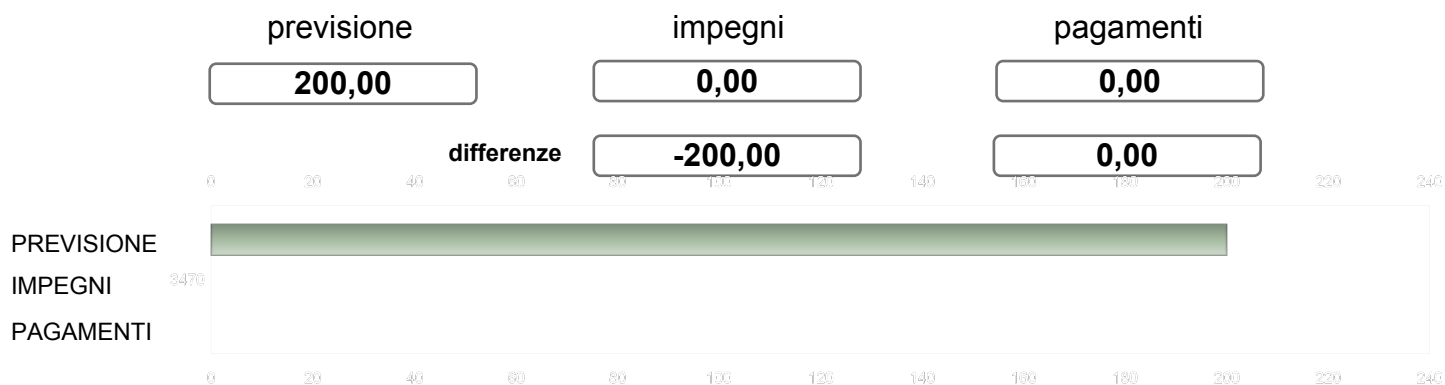 previsione impegni pagamenti
200,00 0,00 0,00
differenze -200,00 0,00
0 20 40 60 80 100 120 140 160 180 200 220 240
PREVISIONE
3470
IMPEGNI
PAGAMENTI
0 20 40 60 80 100 120 140 160 180 200 220 240